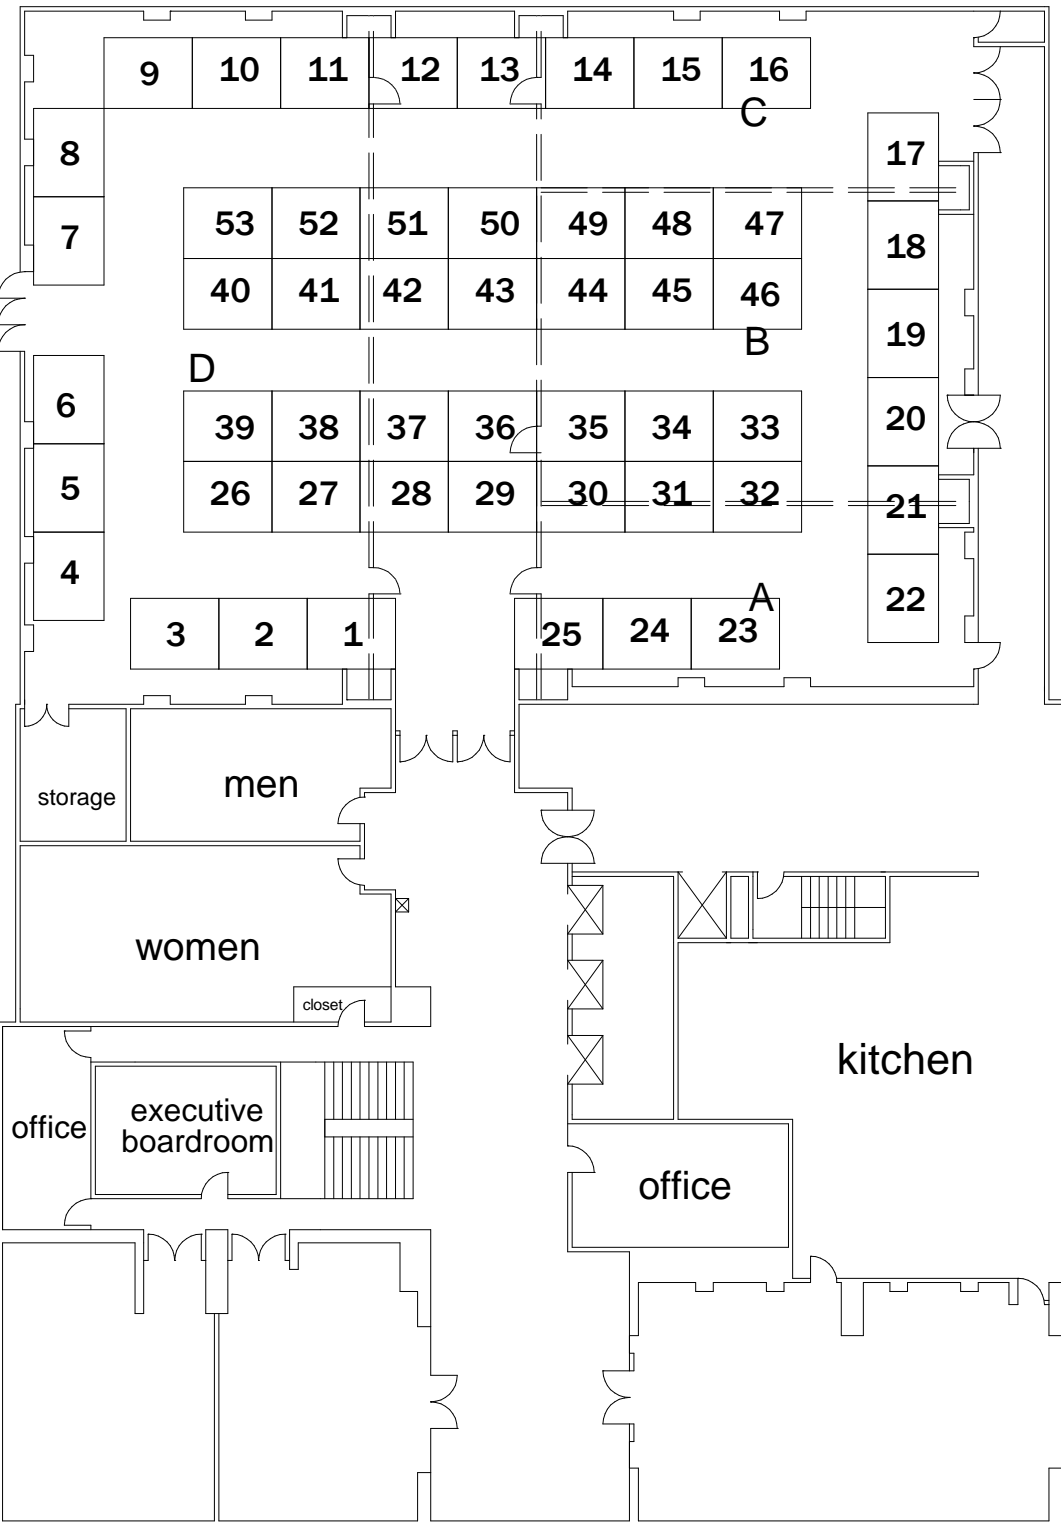 9 10 11 12 13 14 15 16
C
8
17
7
53 52 51 50 49 48 47
18
40 41 42 43 44 45 46
B
19
D
6
39 38 37 36 35 34 33
20
5
26 27 28 29 30 31 32
21
4
A
22
3 2 1
25 24 23
men
storage
women
closet
kitchen
office
executive
boardroom
office